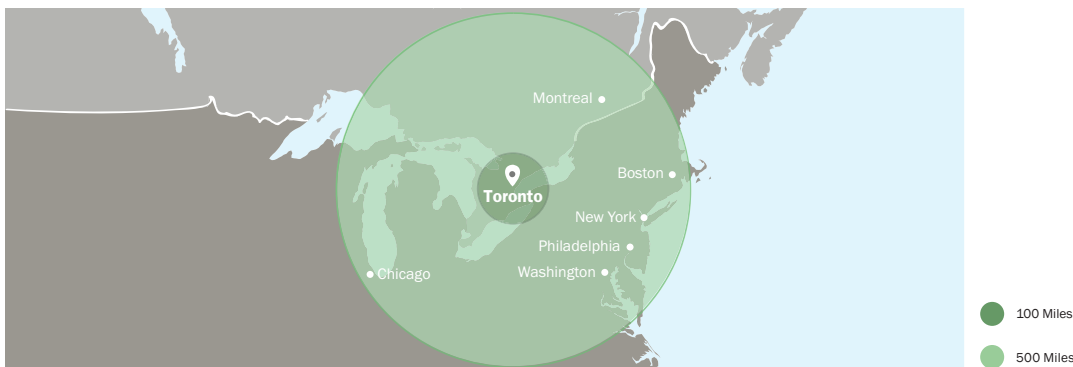 Montreal
Boston
Toronto
New York
Philadelphia
Washington
Chicago
100 Miles
500 Miles